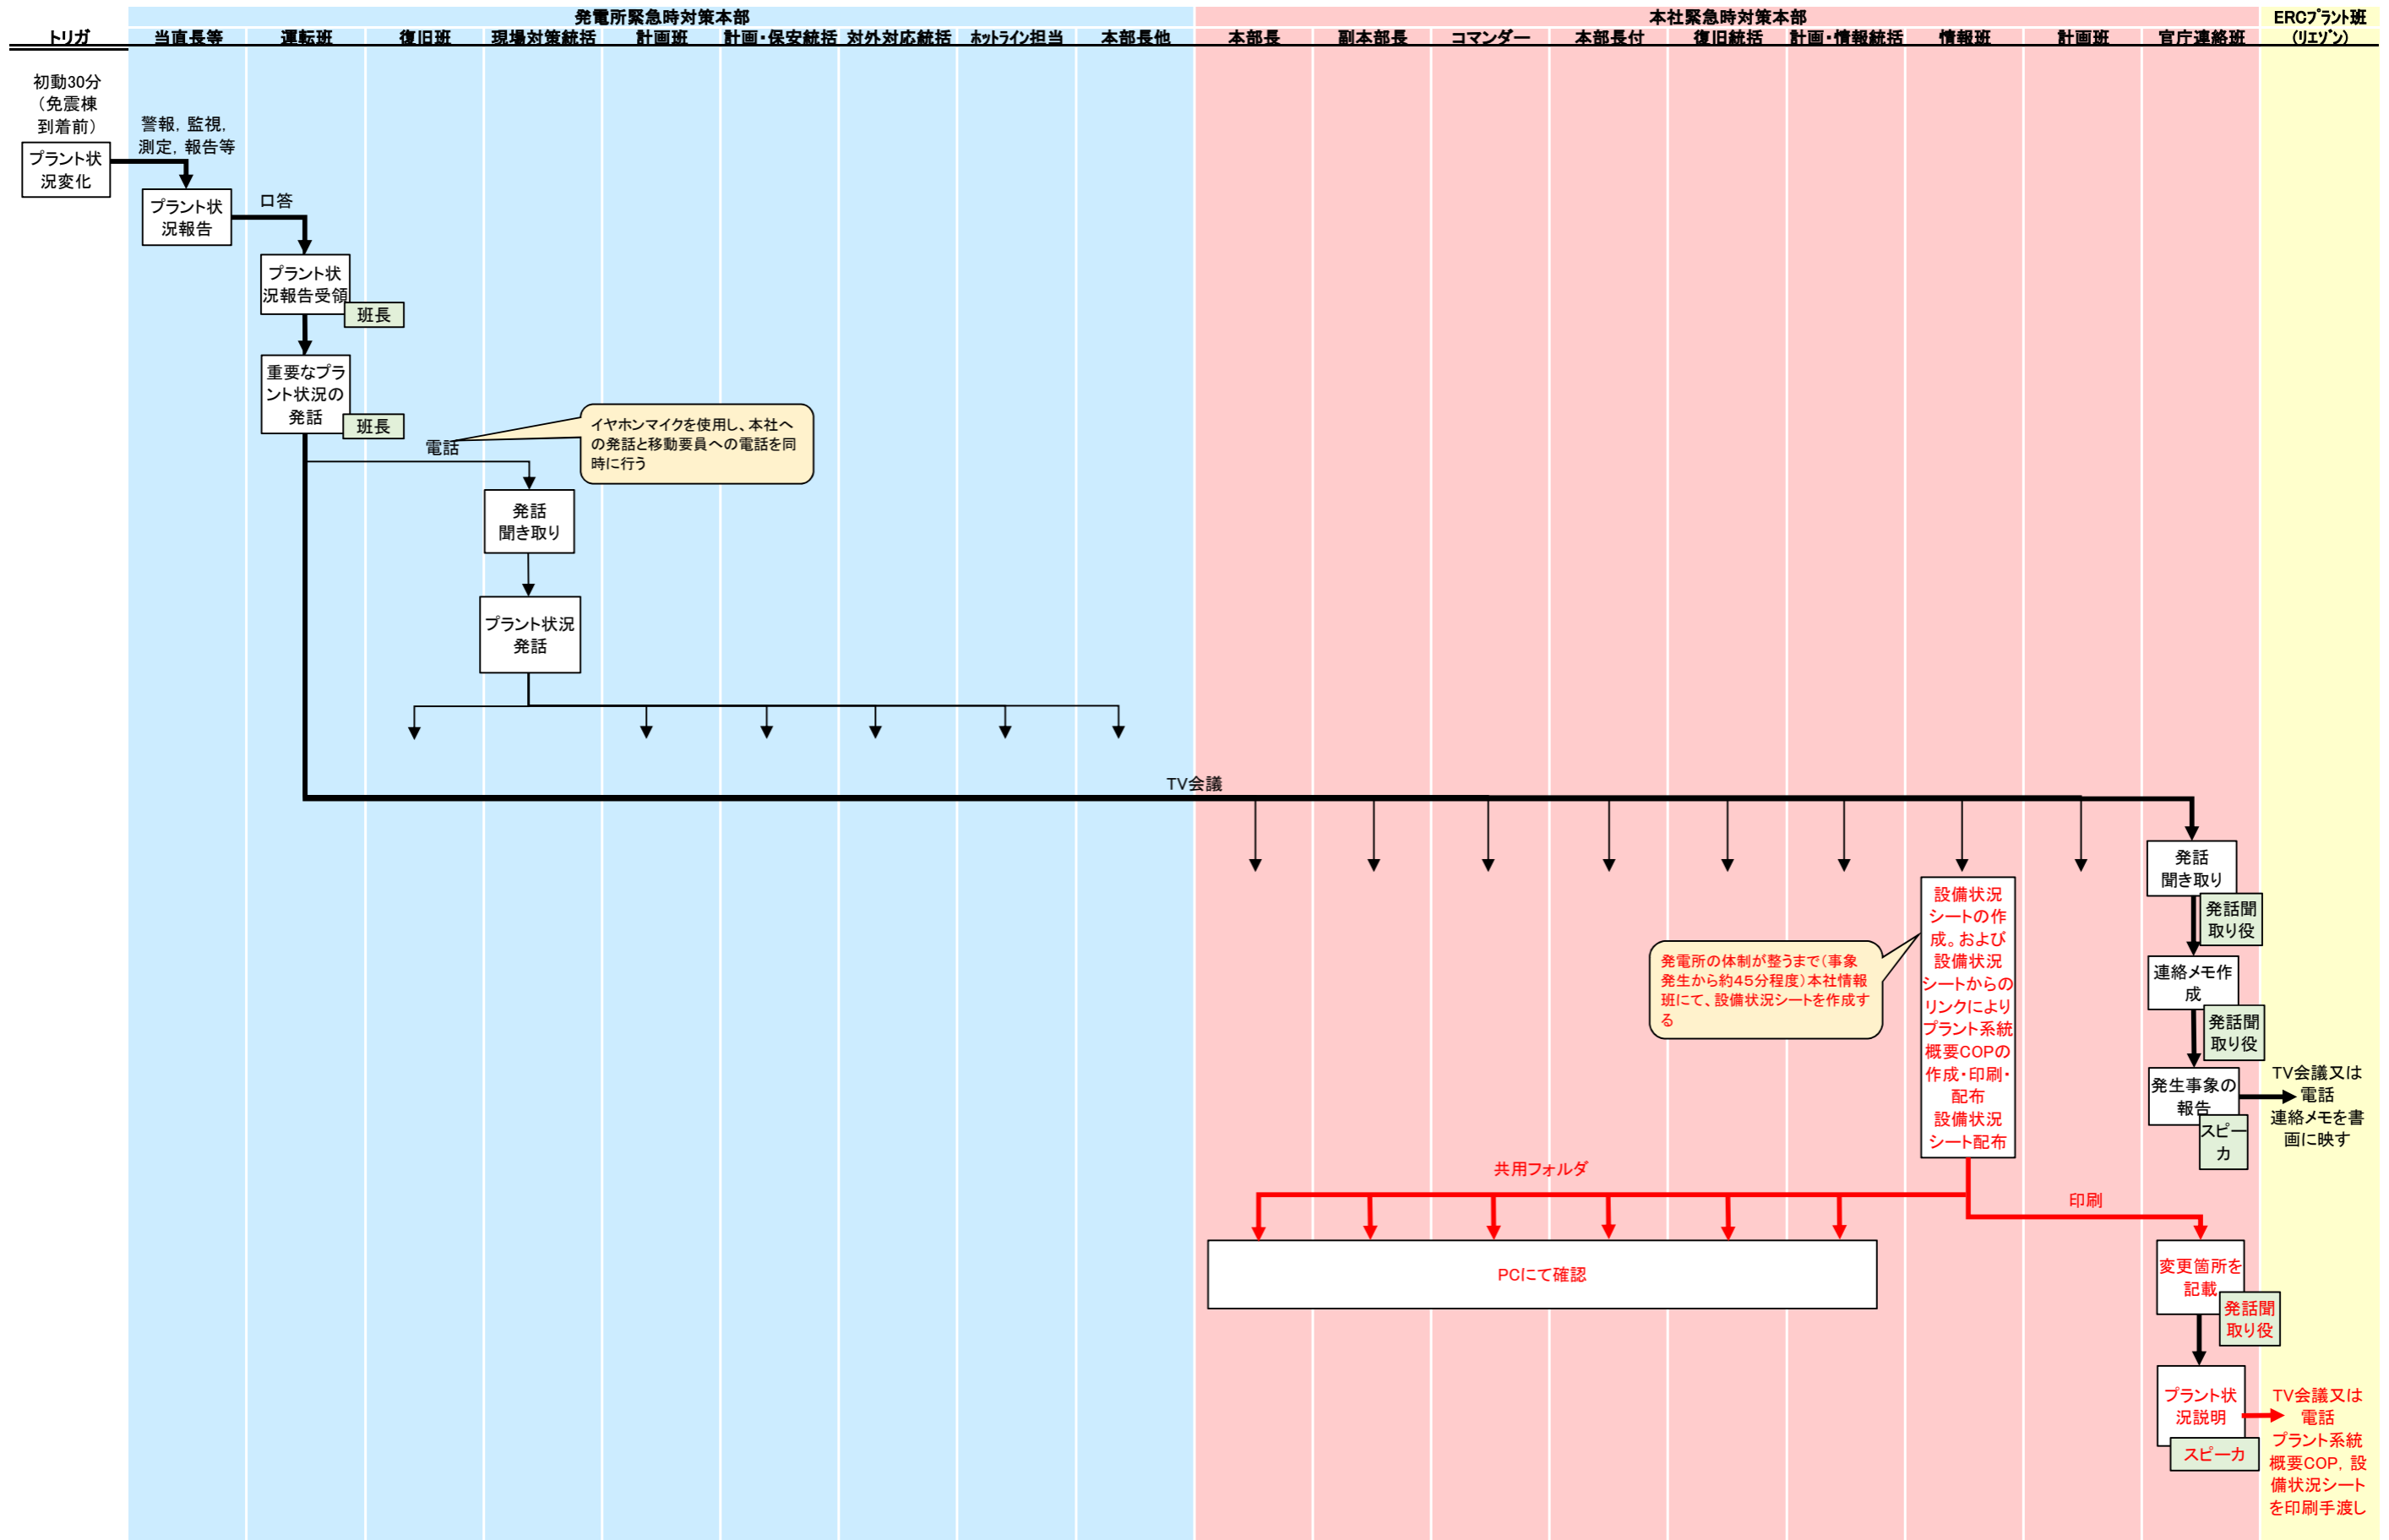 発電所緊急時対策本部
本社緊急時対策本部
ERCプラント班
(リエゾン)
トリガ
当直長等
運転班
復旧班
現場対策統括
計画班
計画・保安統括
対外対応統括
ホットライン担当
本部長他
本部長
副本部長
コマンダー
本部長付
復旧統括
計画・情報統括
情報班
計画班
官庁連絡班
初動30分
（免震棟
到着前）
プラント状
況変化
警報，監視，
測定，報告等
プラント状
況報告
口答
プラント状
況報告受領
班長
重要なプラ
ント状況の
発話
班長
電話
イヤホンマイクを使用し、本社へ
の発話と移動要員への電話を同
時に行う
発話
聞き取り
プラント状況
発話
TV会議
発話
聞き取り
発話聞
取り役
連絡メモ作
成
発話聞
取り役
発生事象の
報告
スピー
カ
TV会議又は
電話
連絡メモを書
画に映す
設備状況
シートの作
成。および
設備状況
シートからの
リンクにより
プラント系統
概要COPの
作成・印刷・
配布
設備状況
シート配布
発電所の体制が整うまで（事象
発生から約45分程度）本社情報
班にて、設備状況シートを作成す
る
共用フォルダ
印刷
PCにて確認
変更箇所を
記載
発話聞
取り役
プラント状
況説明
スピーカ
TV会議又は
電話
プラント系統
概要COP，設
備状況シート
を印刷手渡し